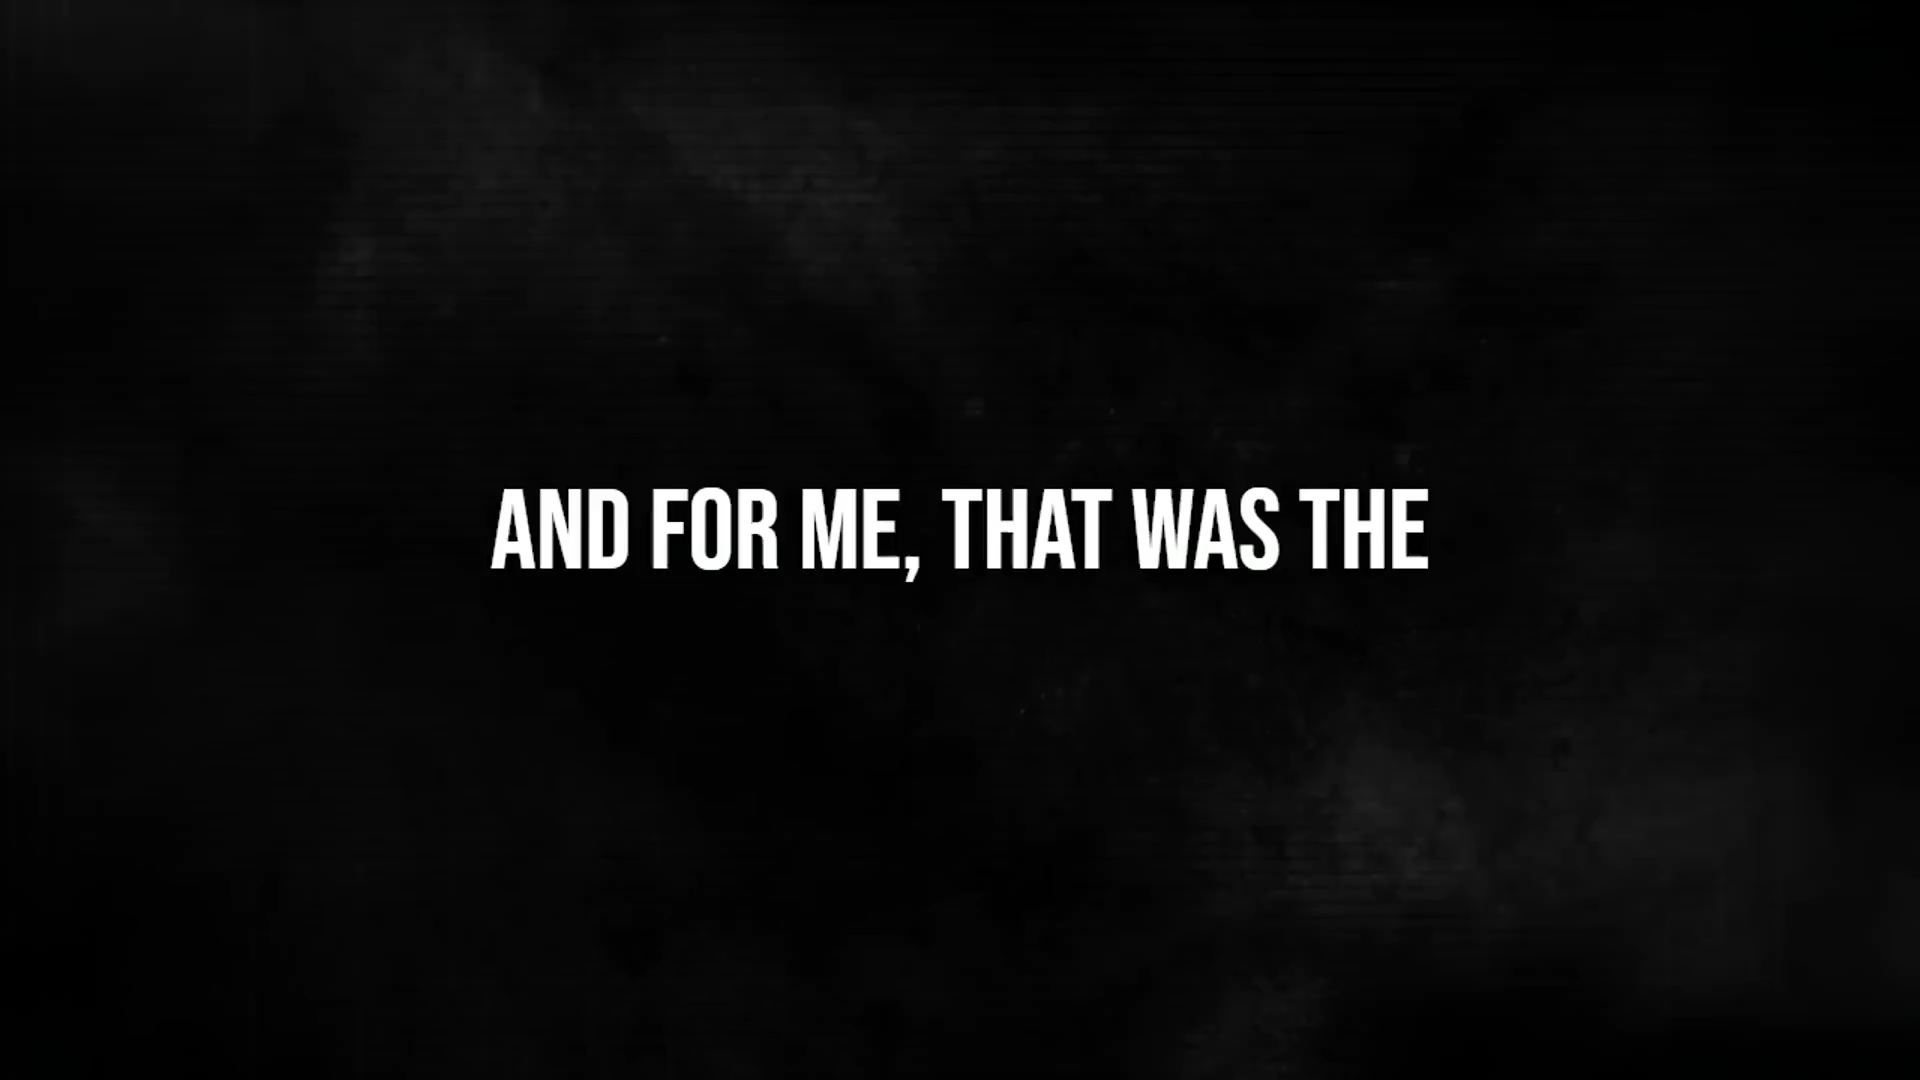 AND FOR ME, THAT WAS THE